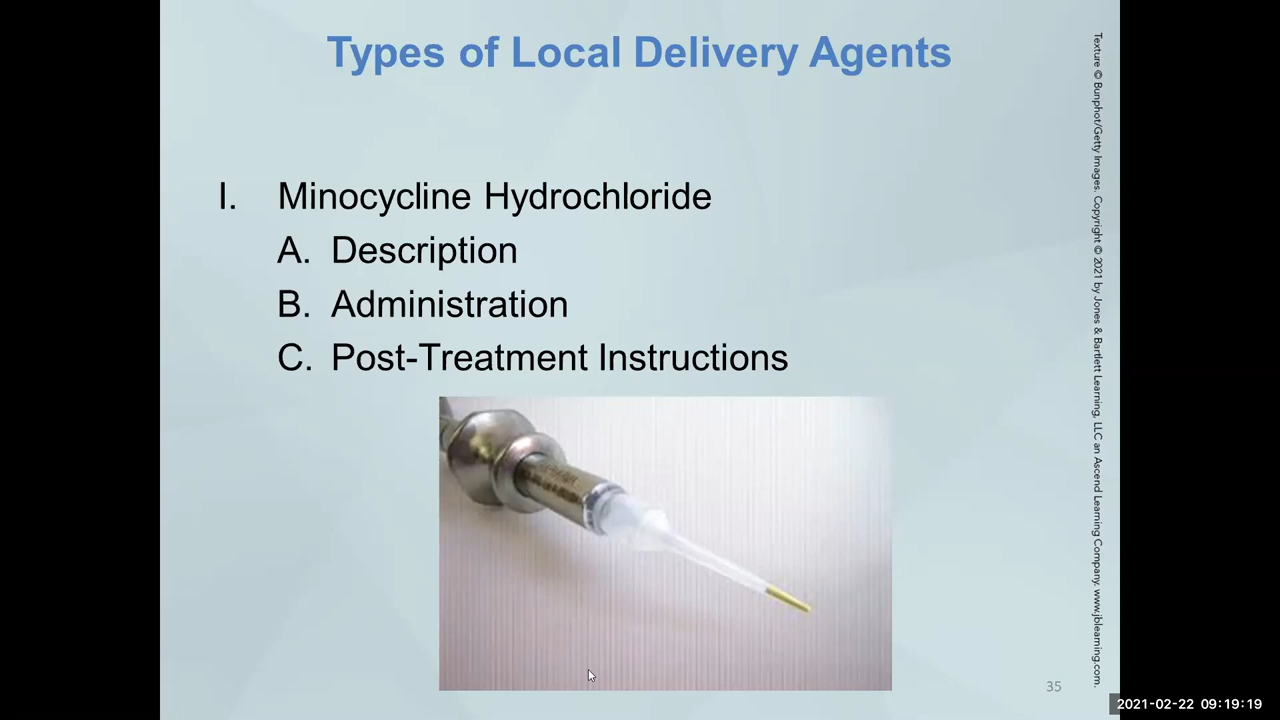 Types of Local Delivery Agents
I. Minocycline Hydrochloride
A. Description
B. Administration
C. Post-Treatment Instructions
Texture © Bunphot/Getty Images. Copyright © 2021 by Jones & Bartlett Learning, LLC an Ascend Learning Company. www.jblearning.com.
35
2021-02-22 09:19:19